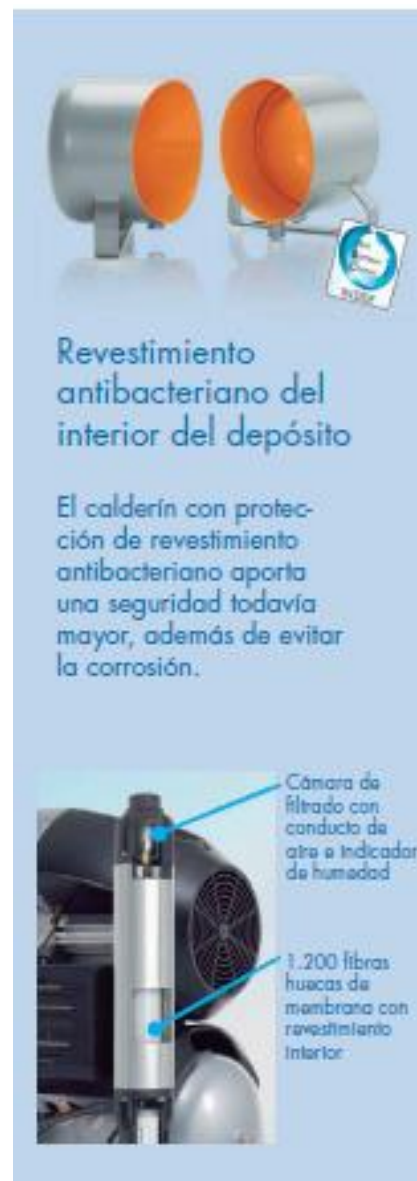 Revestimiento
antibacteriano del
interior del depósito
El calderín con protec-
ción de revestimiento
antibacteriano aporta
una seguridad todavía
mayor, además de evitar
la corrosión.
Cámara de
filtrado con
conducto de
aire e indicador
de humedad
1.200 fibras
huecas de
membrana con
revestimiento
interior